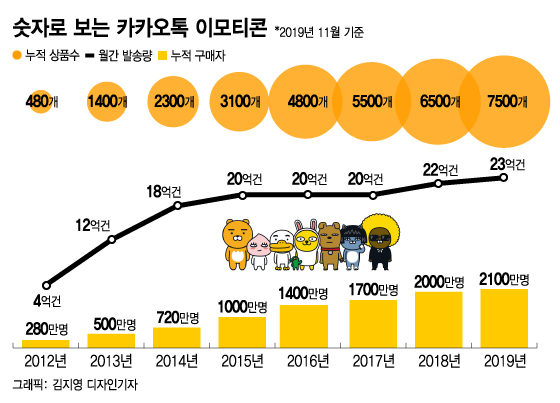 숫자로 보는 카카오톡 이모티콘 *2019년 11월 기준
누적 상품수 월간 발송량 누적 구매자
480개 1400개 2300개 3100개 4800개 5500개 6500개 7500개
4억건 12억건 18억건 20억건 20억건 20억건 22억건 23억건
280만명 500만명 720만명 1000만명 1400만명 1700만명 2000만명 2100만명
2012년 2013년 2014년 2015년 2016년 2017년 2018년 2019년
그래픽: 김지영 디자인기자